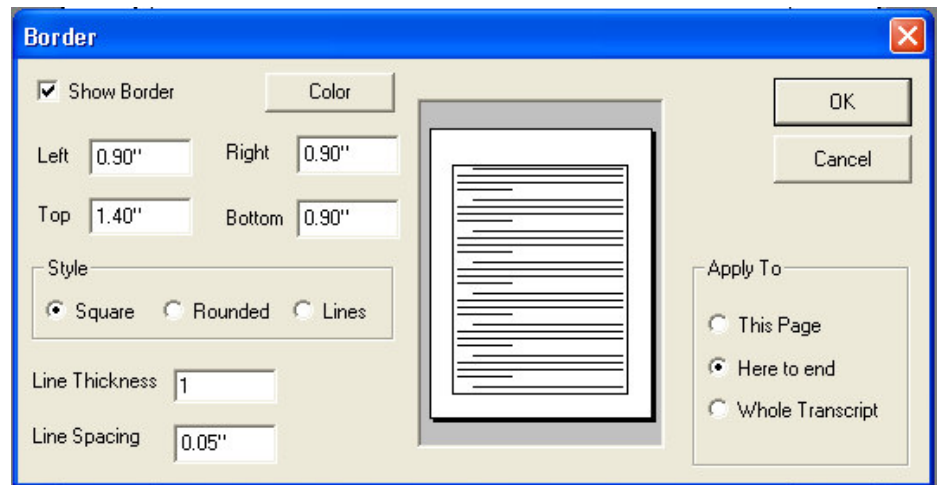 Border
Show Border Color OK
Left 0.90" Right 0.90" Cancel
Top 1.40" Bottom 0.90"
Style Apply To
Square Rounded Lines This Page
Line Thickness 1 Here to end
Whole Transcript
Line Spacing 0.05"